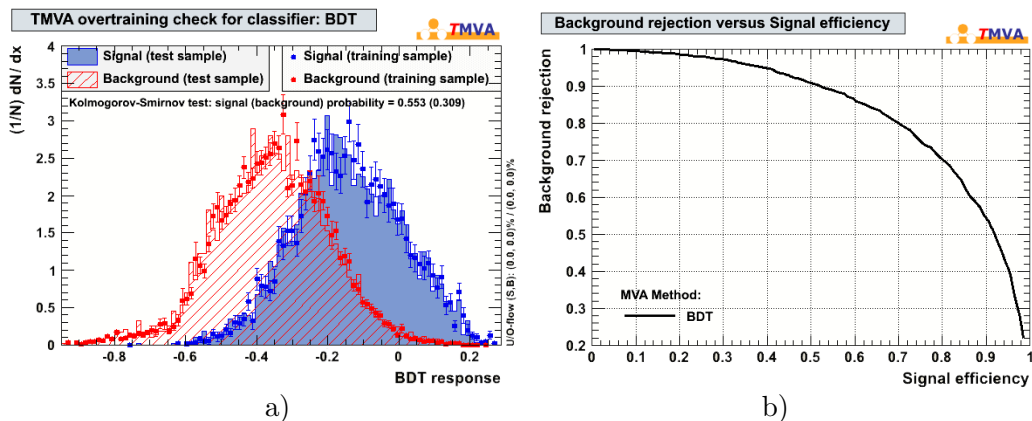 TMVA overtraining check for classifier: BDT
TMVA
(1/N) dN/ dx
4
3.5
3
2.5
2
1.5
1
0.5
0
Signal (test sample)
Background (test sample)
Signal (training sample)
Background (training sample)
Kolmogorov-Smirnov test: signal (background) probability = 0.553 (0.309)
U/O-flow (S,B): (0.0, 0.0)% / (0.0, 0.0)%
-0.8 -0.6 -0.4 -0.2 0 0.2
BDT response
a)
Background rejection versus Signal efficiency
TMVA
Background rejection
1
0.9
0.8
0.7
0.6
0.5
0.4
0.3
0.2
MVA Method:
BDT
0 0.1 0.2 0.3 0.4 0.5 0.6 0.7 0.8 0.9 1
Signal efficiency
b)